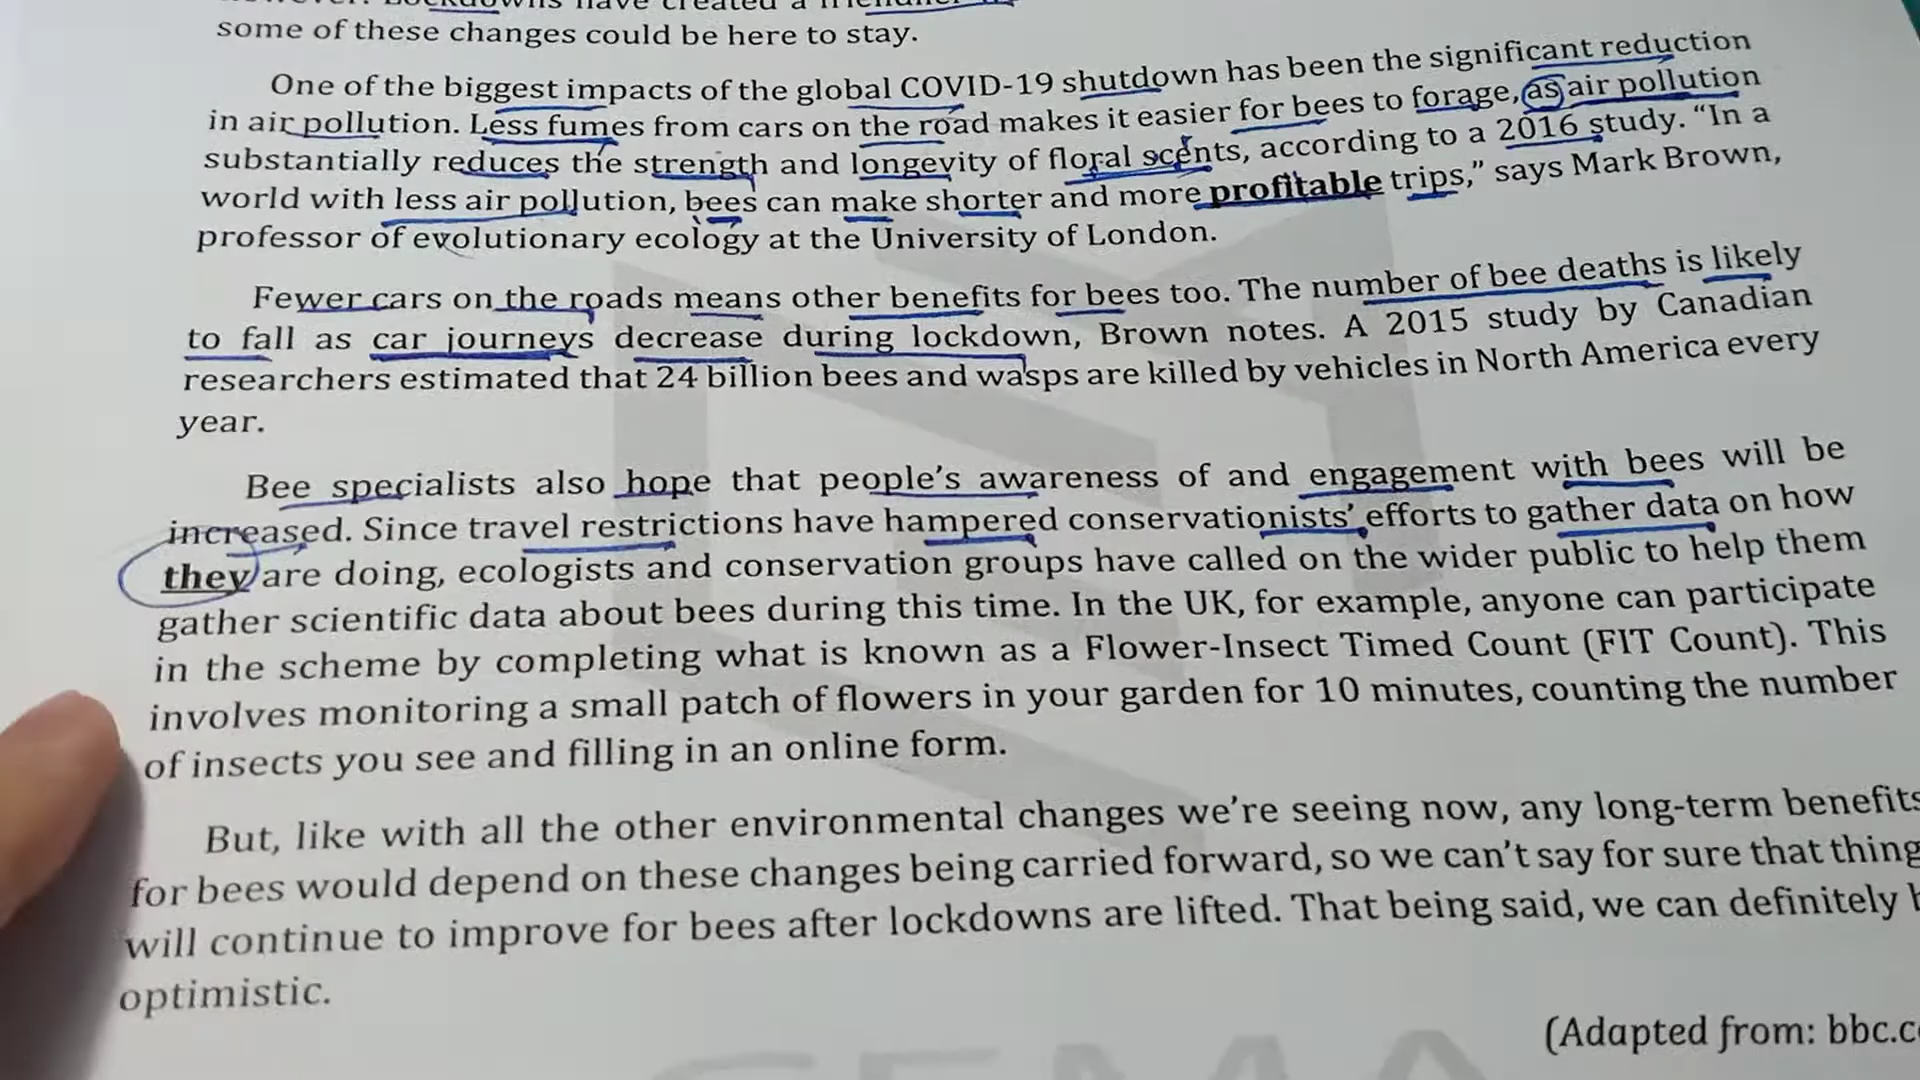 Lockdowns have created a friendlier
some of these changes could be here to stay.
One of the biggest impacts of the global COVID-19 shutdown has been the significant reduction
in air pollution. Less fumes from cars on the road makes it easier for bees to forage, as air pollution
substantially reduces the strength and longevity of floral scents, according to a 2016 study. “In a
world with less air pollution, bees can make shorter and more profitable trips,” says Mark Brown,
professor of evolutionary ecology at the University of London.
Fewer cars on the roads means other benefits for bees too. The number of bee deaths is likely
to fall as car journeys decrease during lockdown, Brown notes. A 2015 study by Canadian
researchers estimated that 24 billion bees and wasps are killed by vehicles in North America every
year.
Bee specialists also hope that people’s awareness of and engagement with bees will be
increased. Since travel restrictions have hampered conservationists’ efforts to gather data on how
they are doing, ecologists and conservation groups have called on the wider public to help them
gather scientific data about bees during this time. In the UK, for example, anyone can participate
in the scheme by completing what is known as a Flower-Insect Timed Count (FIT Count). This
involves monitoring a small patch of flowers in your garden for 10 minutes, counting the number
of insects you see and filling in an online form.
But, like with all the other environmental changes we’re seeing now, any long-term benefits
for bees would depend on these changes being carried forward, so we can’t say for sure that thing
will continue to improve for bees after lockdowns are lifted. That being said, we can definitely
optimistic.
(Adapted from: bbc.c